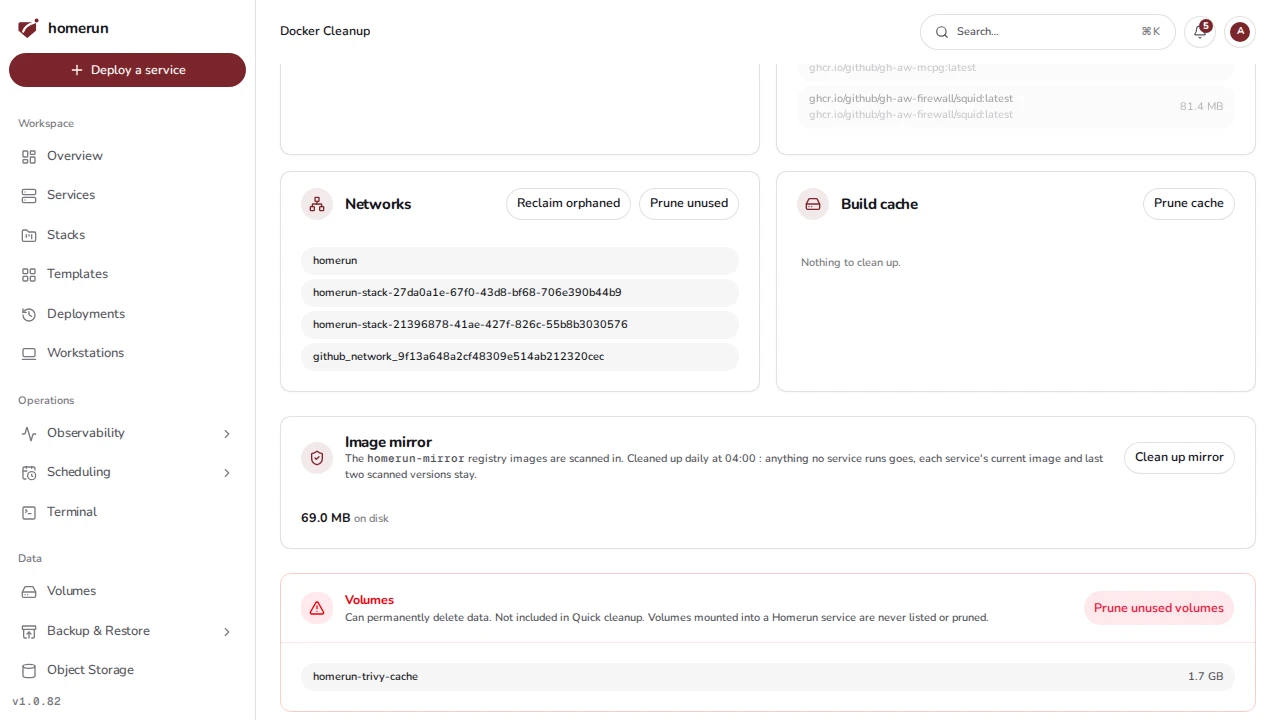 homerun
Deploy a service
Workspace
Overview
Services
Stacks
Templates
Deployments
Workstations
Operations
Observability
Scheduling
Terminal
Data
Volumes
Backup & Restore
Object Storage
v1.0.82
Docker Cleanup
Search...
⌘K
5
A
ghcr.io/github/gh-aw-mcpg:latest
ghcr.io/github/gh-aw-firewall/squid:latest
ghcr.io/github/gh-aw-firewall/squid:latest
81.4 MB
Networks
Reclaim orphaned
Prune unused
homerun
homerun-stack-27da0a1e-67f0-43d8-bf68-706e390b44b9
homerun-stack-21396878-41ae-427f-826c-55b8b3030576
github_network_9f13a648a2cf48309e514ab212320cec
Build cache
Prune cache
Nothing to clean up.
Image mirror
The homerun-mirror registry images are scanned in. Cleaned up daily at 04:00 : anything no service runs goes, each service's current image and last
two scanned versions stay.
Clean up mirror
69.0 MB on disk
Volumes
Can permanently delete data. Not included in Quick cleanup. Volumes mounted into a Homerun service are never listed or pruned.
Prune unused volumes
homerun-trivy-cache
1.7 GB